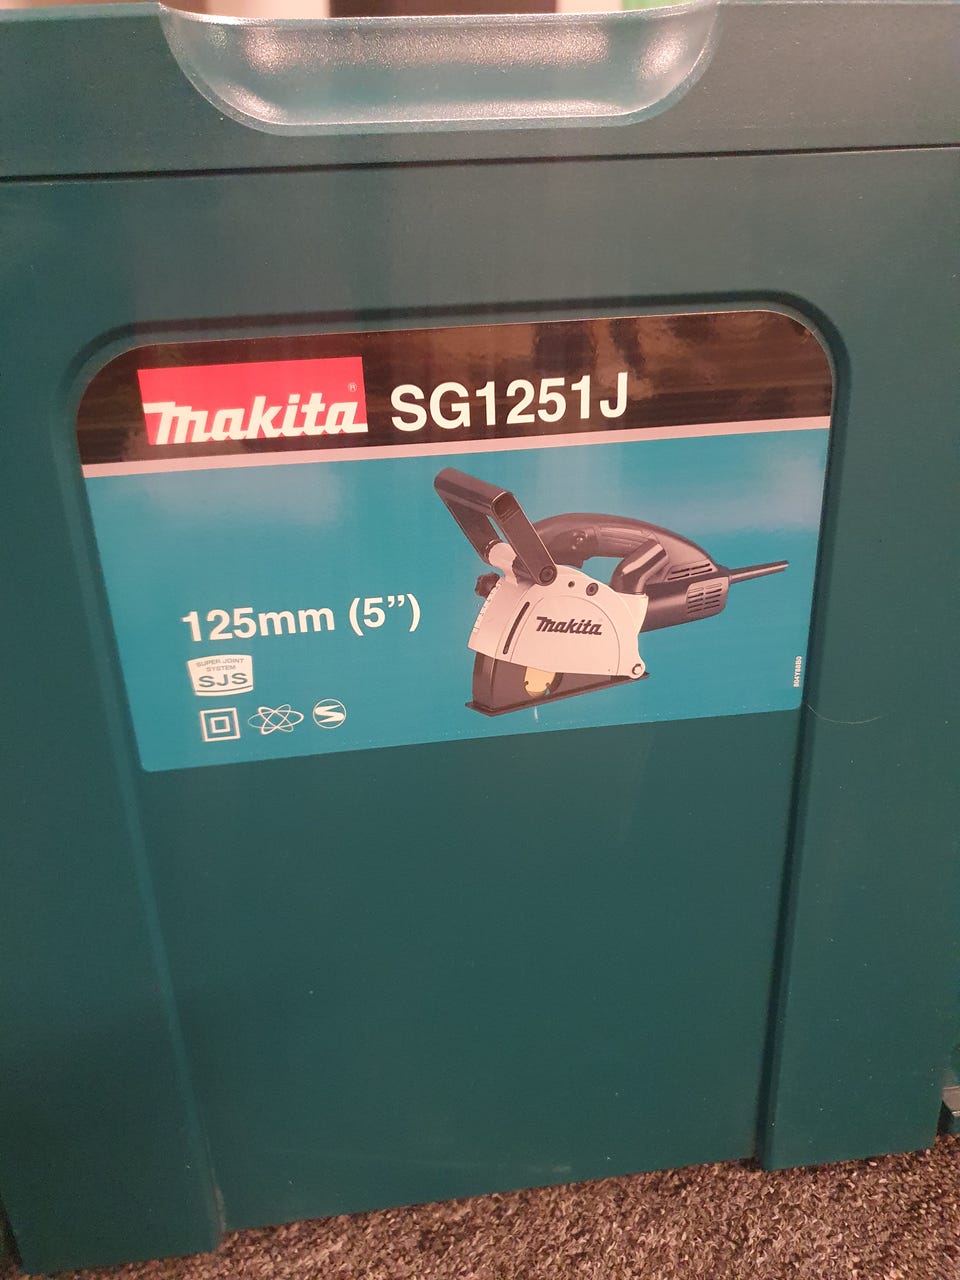 Makita® SG1251J
125mm (5”)
SUPER JOINT
SYSTEM
SJS
Makita